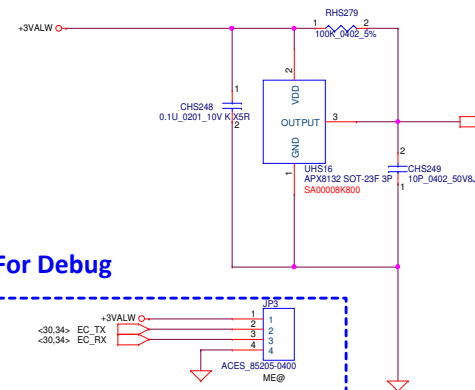 RHS279
+3VALW
1
2
100K_0402_5%
1
2
CHS248
0.1U_0201_10V K X5R
2
VDD
OUTPUT
3
GND
1
UHS16
APX8132 SOT-23F 3P
SA00008K800
2
CHS249
10P_0402_50V8J
1
For Debug
JP3
+3VALW
1
1
<30,34> EC_TX
2
2
<30,34> EC_RX
3
3
4
4
ACES_85205-0400
ME@